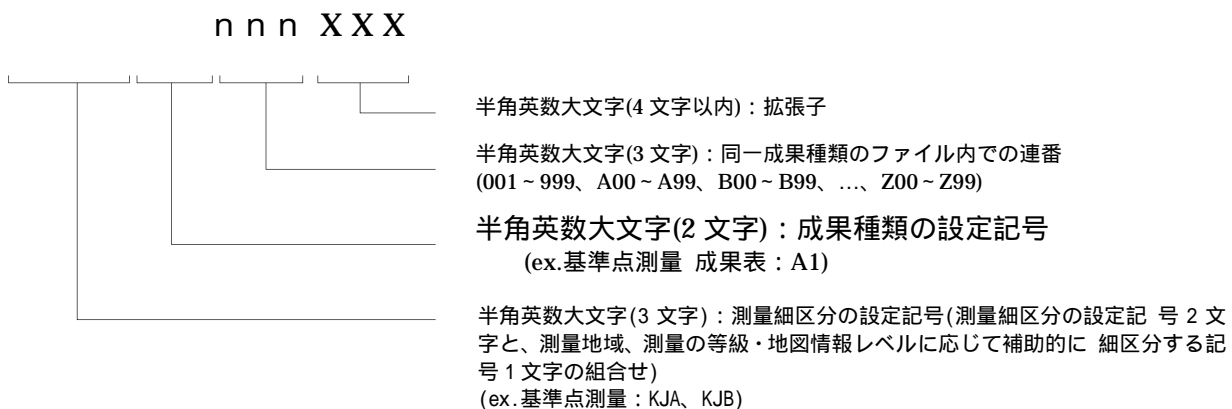 nnn XXX
半角英数大文字(4 文字以内)：拡張子
半角英数大文字(3 文字)：同一成果種類のファイル内での連番
(001~999、A00~A99、B00~B99、…、Z00~Z99)
半角英数大文字(2 文字)：成果種類の設定記号
(ex.基準点測量 成果表：A1)
半角英数大文字(3 文字)：測量細区分の設定記号(測量細区分の設定記 号 2 文
字と、測量地域、測量の等級・地図情報レベルに応じて補助的に 細区分する記
号 1 文字の組合せ)
(ex.基準点測量：KJA、KJB)